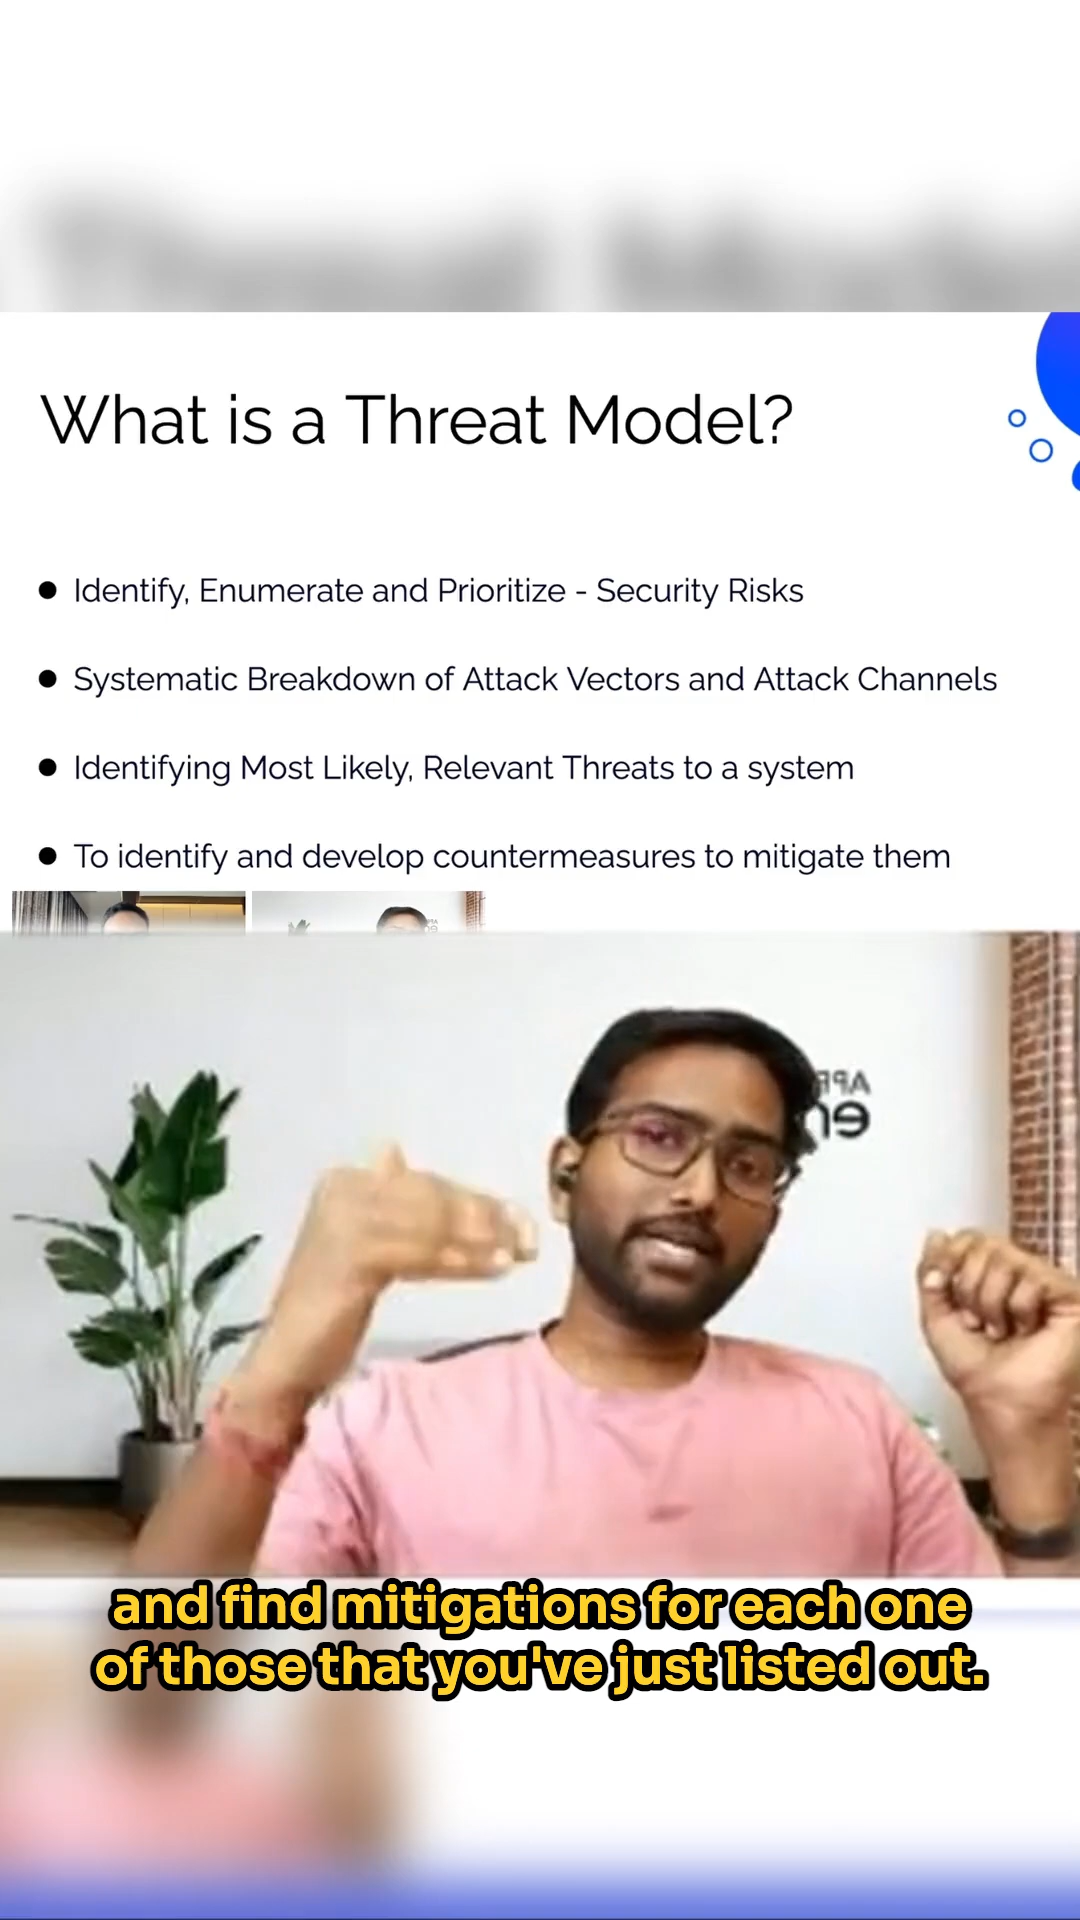 What is a Threat Model?
● Identify, Enumerate and Prioritize - Security Risks
● Systematic Breakdown of Attack Vectors and Attack Channels
● Identifying Most Likely, Relevant Threats to a system
● To identify and develop countermeasures to mitigate them
and find mitigations for each one
of those that you've just listed out.